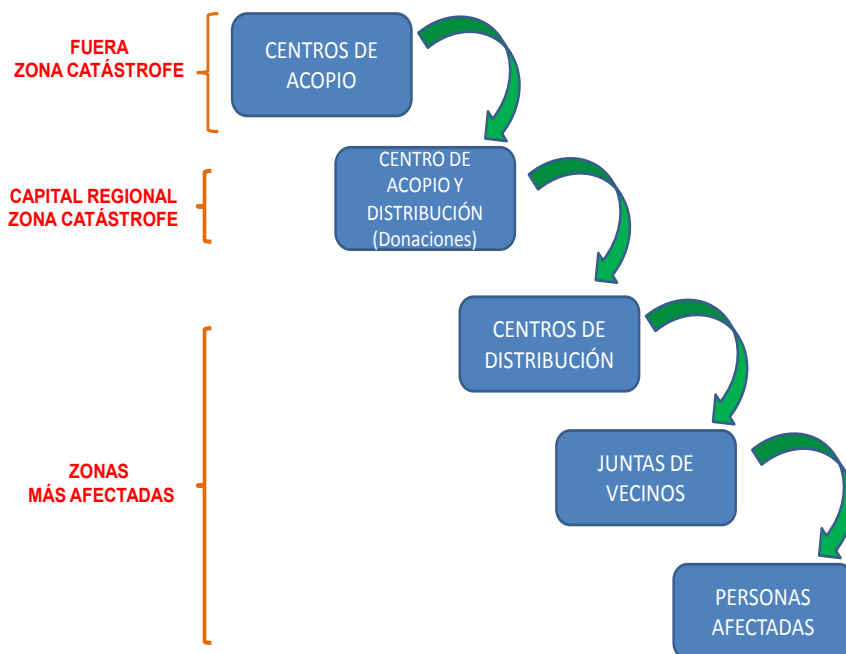 FUERA
ZONA CATÁSTROFE
CENTROS DE
ACOPIO
CAPITAL REGIONAL
ZONA CATÁSTROFE
CENTRO DE
ACOPIO Y
DISTRIBUCIÓN
(Donaciones)
CENTROS DE
DISTRIBUCIÓN
ZONAS
MÁS AFECTADAS
JUNTAS DE
VECINOS
PERSONAS
AFECTADAS